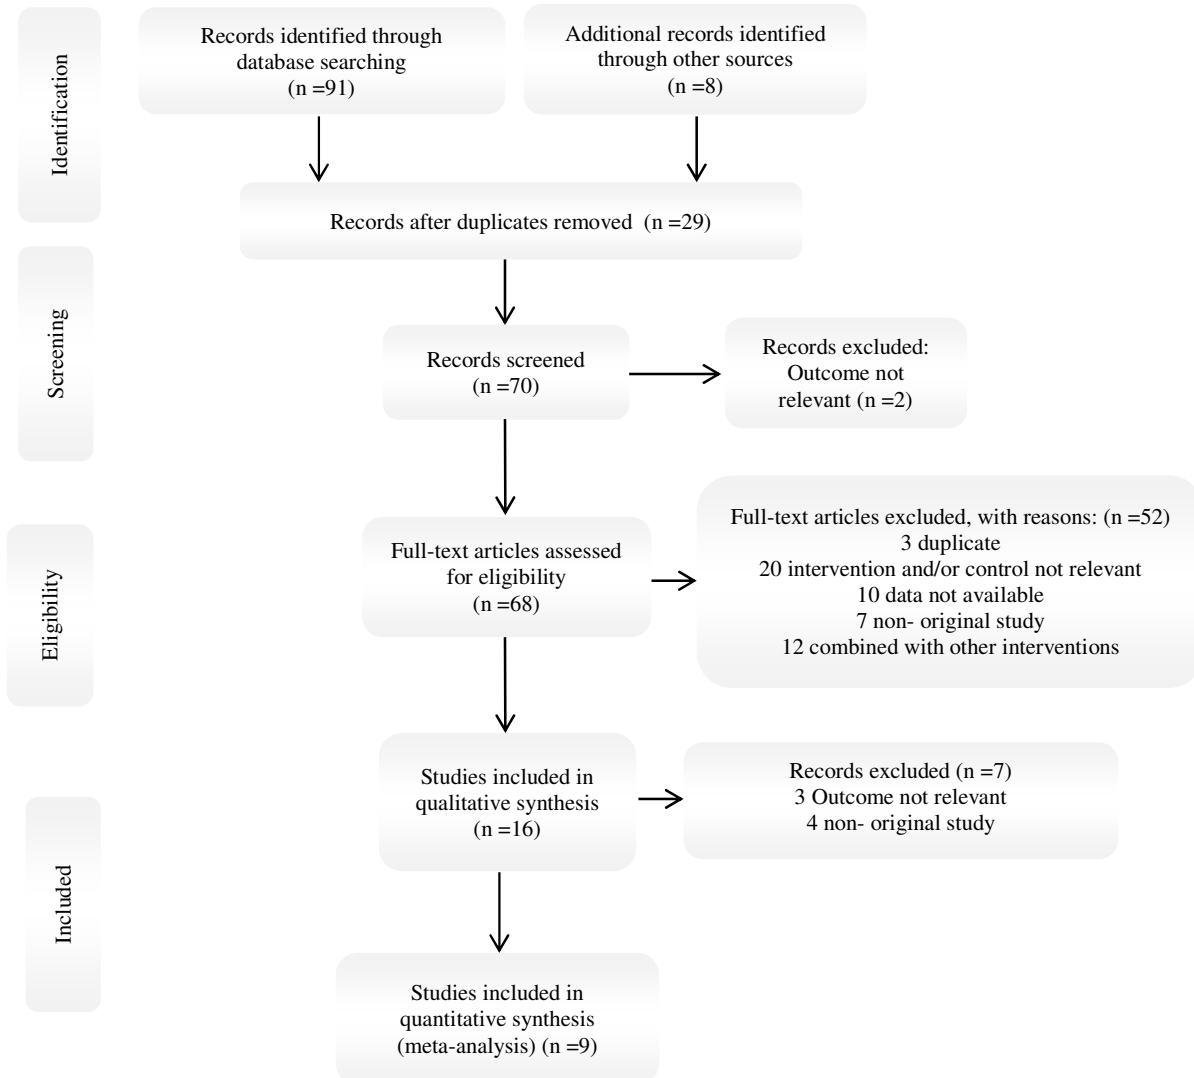 Identification
Records identified through
database searching
(n =91)
Additional records identified
through other sources
(n =8)
Records after duplicates removed  (n =29)
Screening
Records screened
(n =70)
Records excluded:
Outcome not
relevant (n =2)
Eligibility
Full-text articles assessed
for eligibility
(n =68)
Full-text articles excluded, with reasons: (n =52)
3 duplicate
20 intervention and/or control not relevant
10 data not available
7 non- original study
12 combined with other interventions
Included
Studies included in
qualitative synthesis
(n =16)
Records excluded (n =7)
3 Outcome not relevant
4 non- original study
Studies included in
quantitative synthesis
(meta-analysis) (n =9)